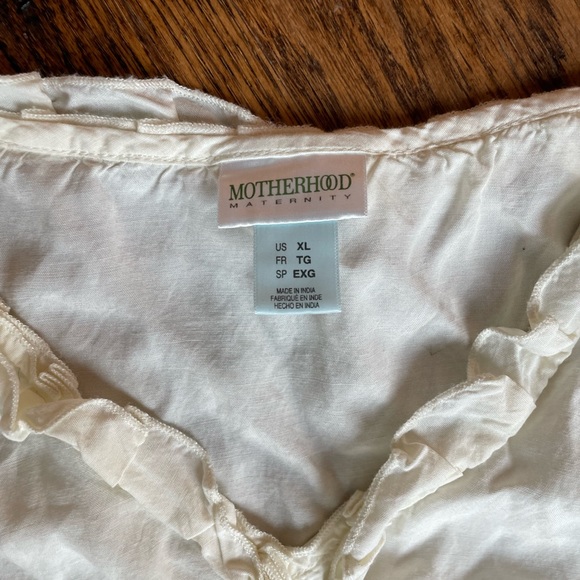 MOTHERHOOD®
MATERNITY
US XL
FR TG
SP EXG
MADE IN INDIA
FABRIQUÉ EN INDE
HECHO EN INDIA